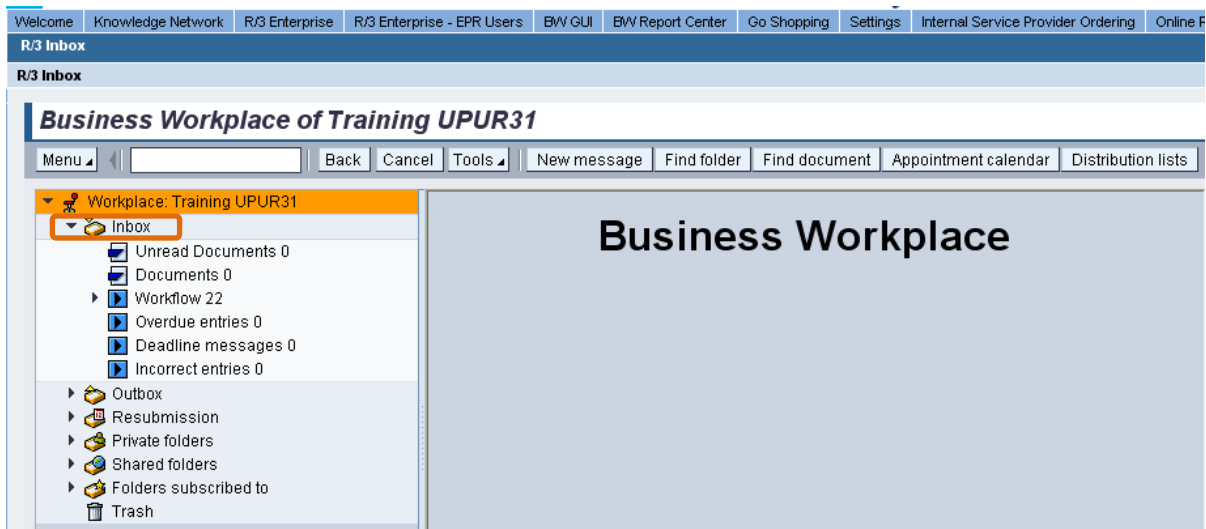 Welcome Knowledge Network R/3 Enterprise R/3 Enterprise - EPR Users BW GUI BW Report Center Go Shopping Settings Internal Service Provider Ordering Online
R/3 Inbox
R/3 Inbox
Business Workplace of Training UPUR31
Menu Back Cancel Tools New message Find folder Find document Appointment calendar Distribution lists
Workplace: Training UPUR31
Inbox
Business Workplace
Unread Documents 0
Documents 0
Workflow 22
Overdue entries 0
Deadline messages 0
Incorrect entries 0
Outbox
Resubmission
Private folders
Shared folders
Folders subscribed to
Trash